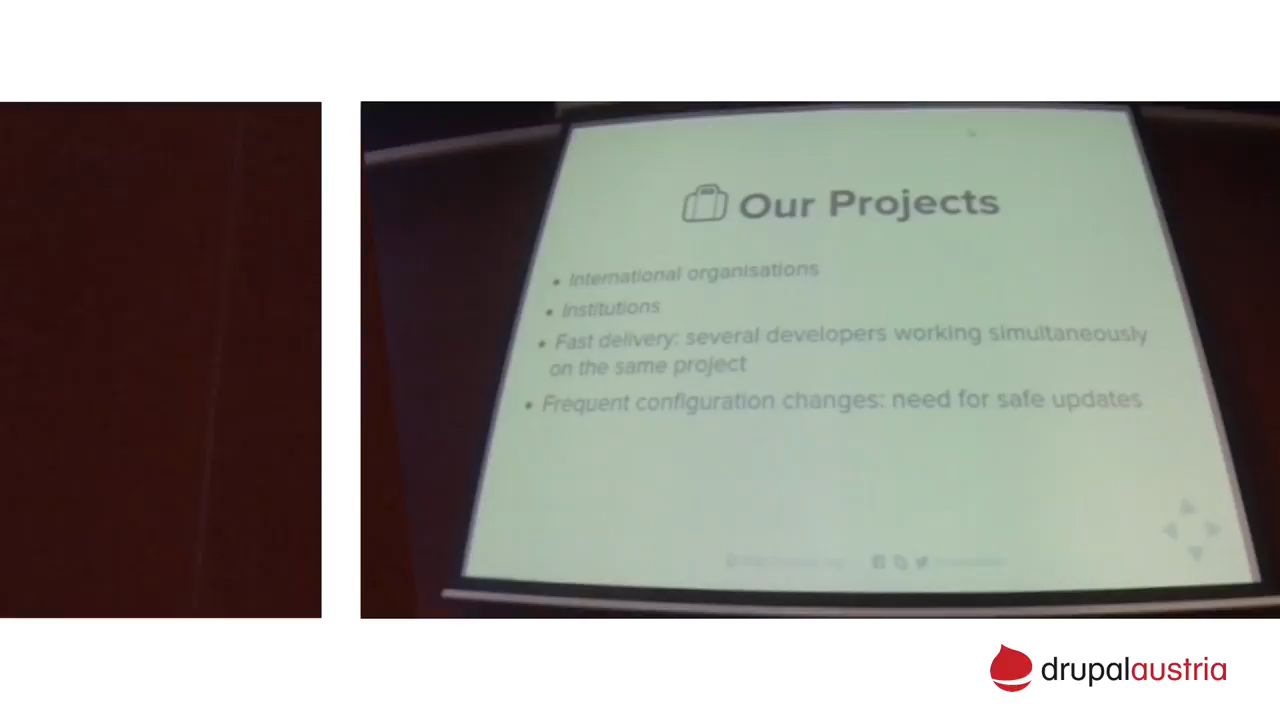 Our Projects
• International organisations
• Institutions
• Fast delivery: several developers working simultaneously
on the same project
• Frequent configuration changes: need for safe updates
drupalaustria